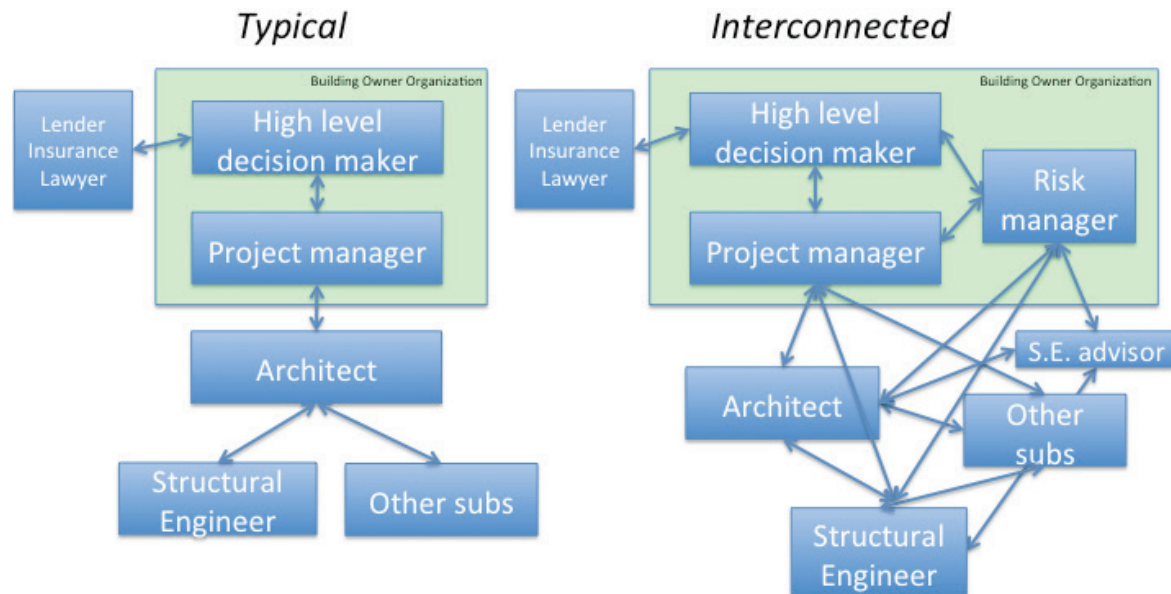 Typical
Building Owner Organization
Lender
Insurance
Lawyer
High level
decision maker
Project manager
Architect
Structural
Engineer
Other subs
Interconnected
Building Owner Organization
Lender
Insurance
Lawyer
High level
decision maker
Risk
manager
Project manager
S.E. advisor
Architect
Other
subs
Structural
Engineer